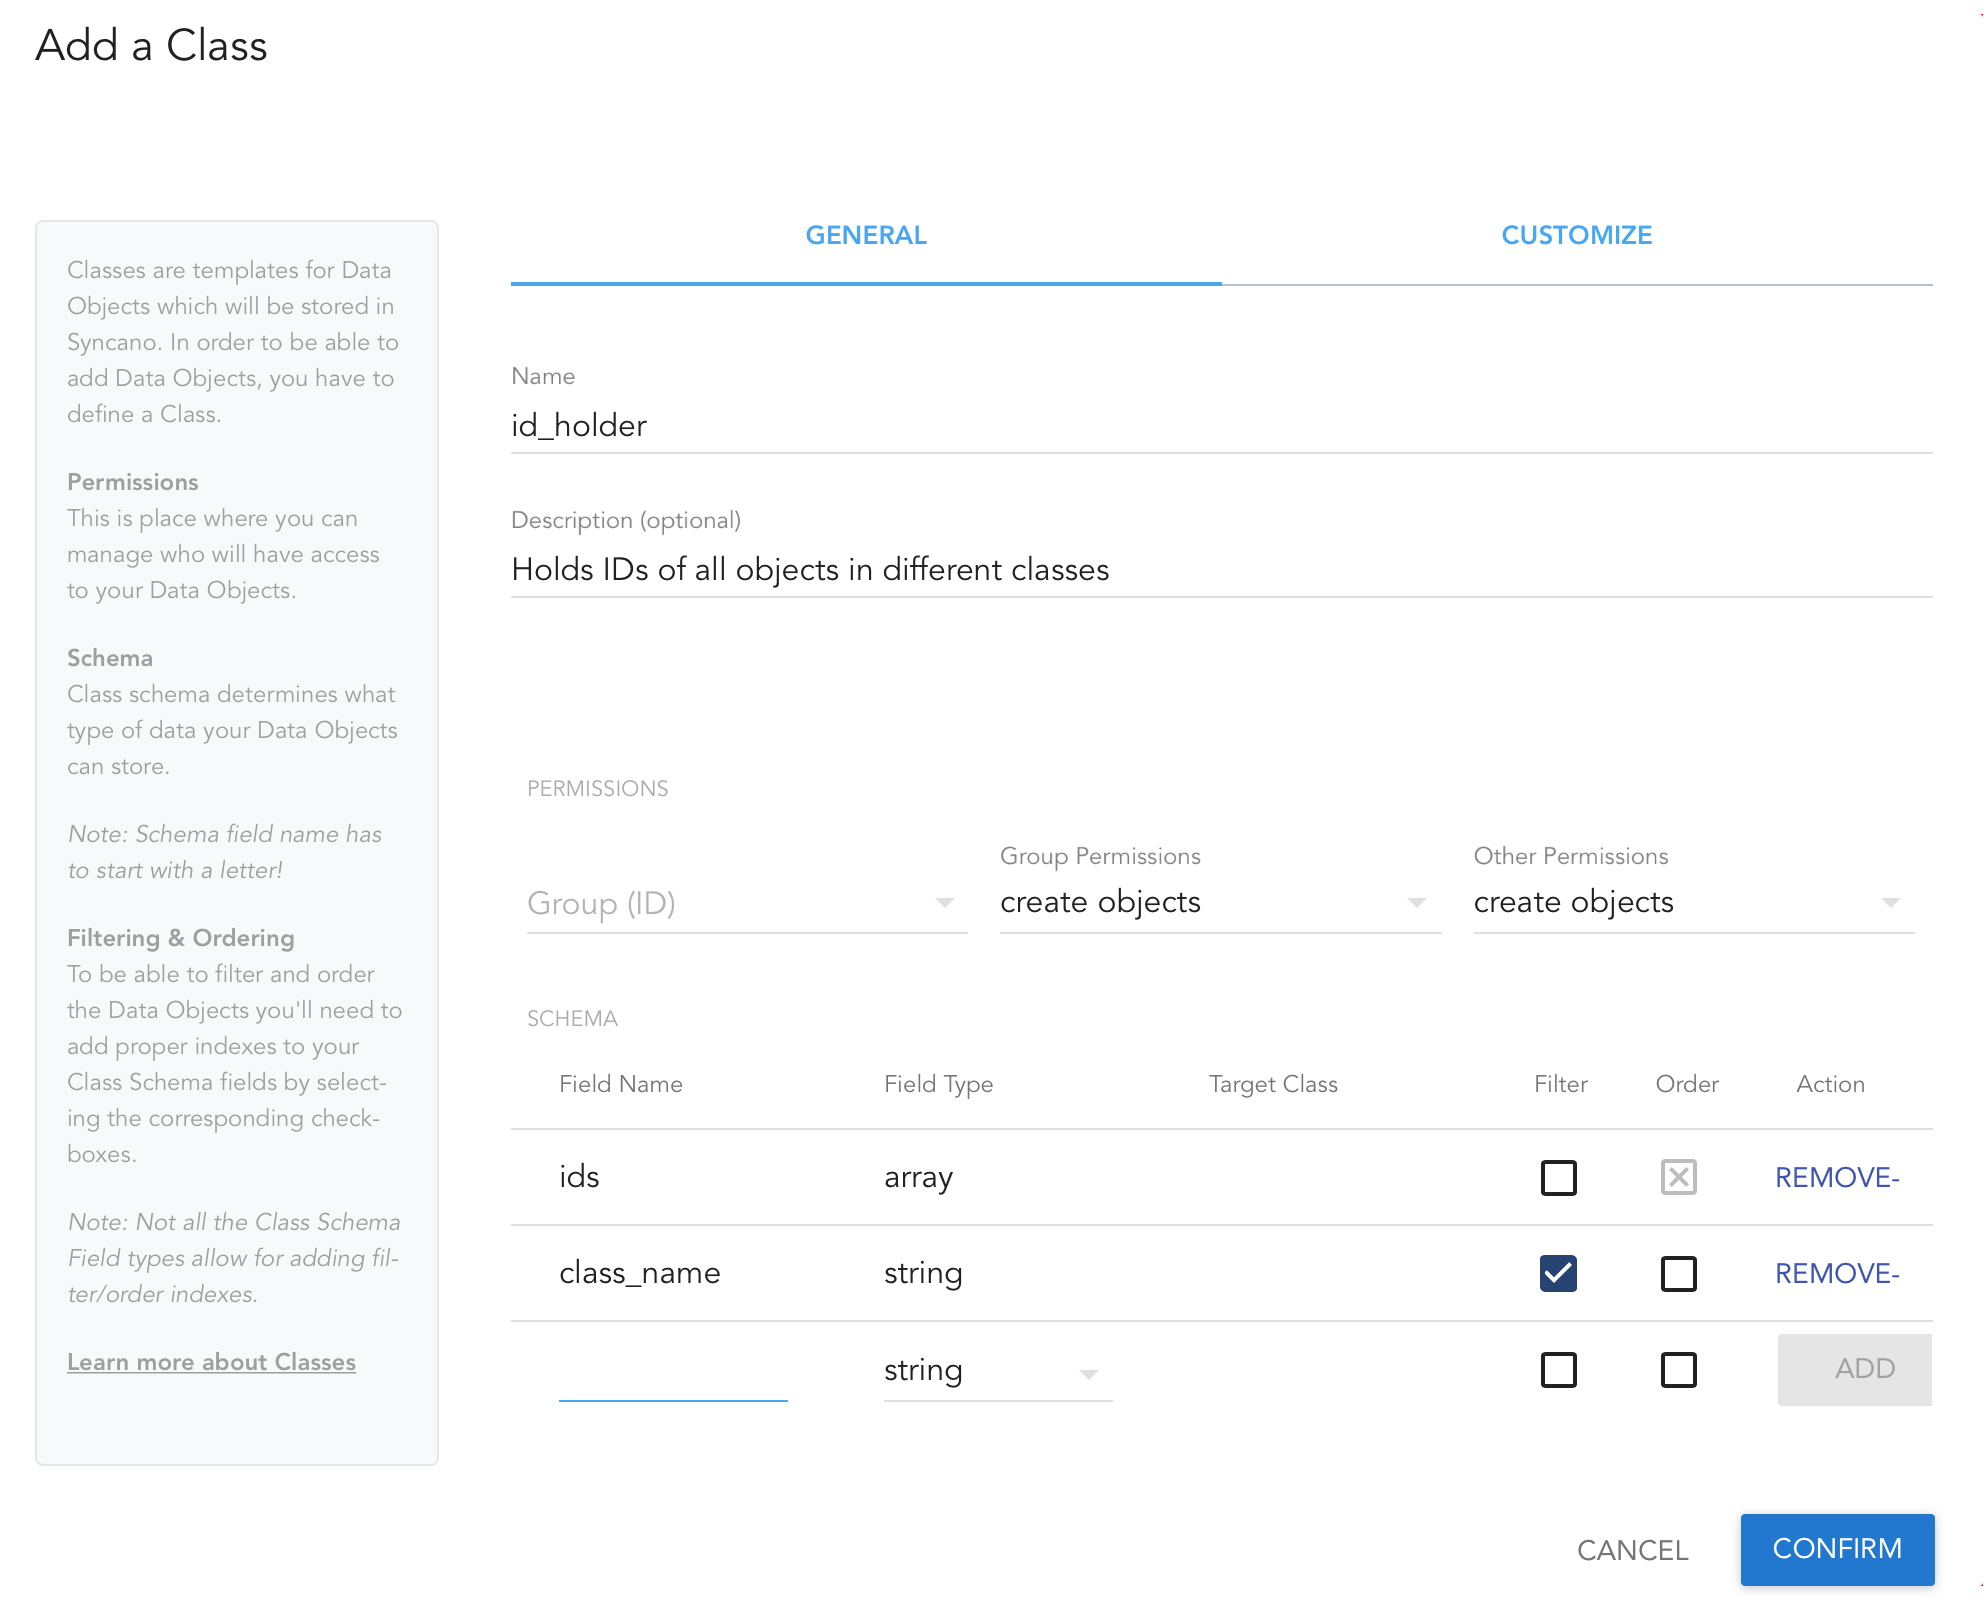 Add a Class
Classes are templates for Data
Objects which will be stored in
Syncano. In order to be able to
add Data Objects, you have to
define a Class.
Permissions
This is place where you can
manage who will have access
to your Data Objects.
Schema
Class schema determines what
type of data your Data Objects
can store.
Note: Schema field name has
to start with a letter!
Filtering & Ordering
To be able to filter and order
the Data Objects you'll need to
add proper indexes to your
Class Schema fields by select-
ing the corresponding check-
boxes.
Note: Not all the Class Schema
Field types allow for adding fil-
ter/order indexes.
Learn more about Classes
GENERAL CUSTOMIZE
Name
id_holder
Description (optional)
Holds IDs of all objects in different classes
PERMISSIONS
Group (ID)
Group Permissions
create objects
Other Permissions
create objects
SCHEMA
Field Name Field Type Target Class Filter Order Action
ids array REMOVE-
class_name string REMOVE-
string ADD
CANCEL CONFIRM